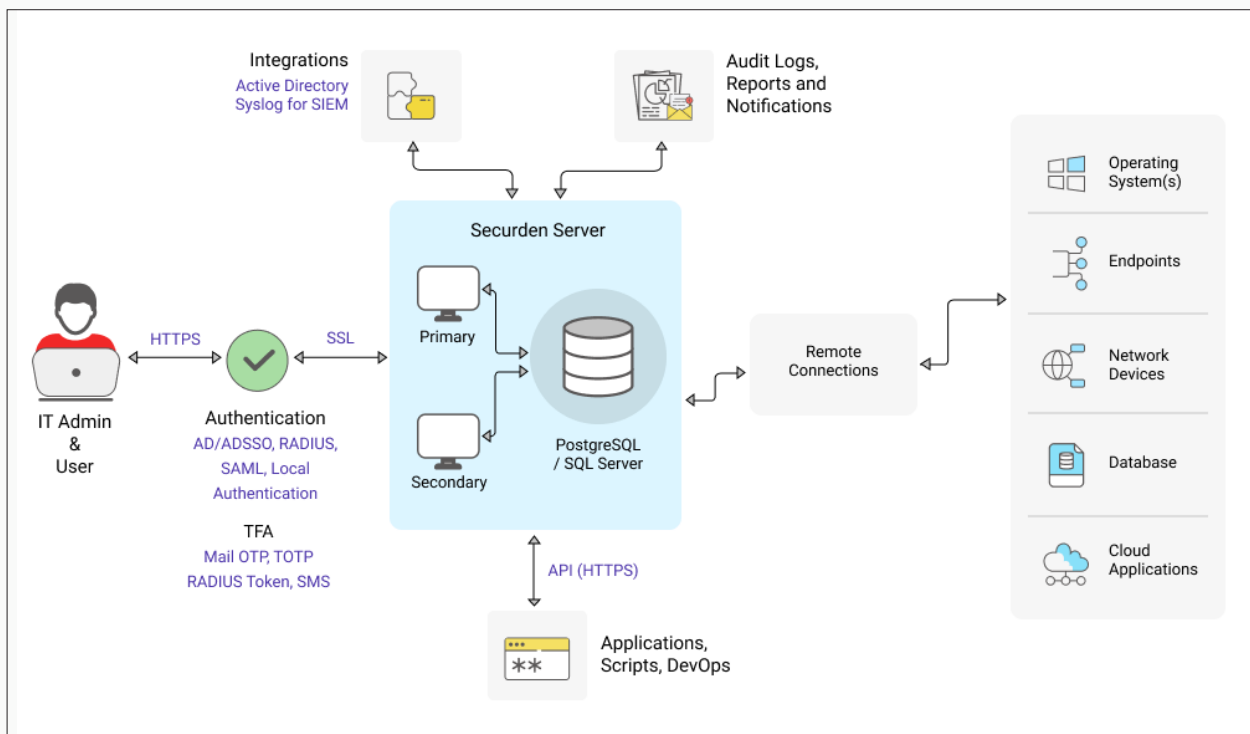 Integrations
Active Directory
Syslog for SIEM
Audit Logs,
Reports and
Notifications
Securden Server
Primary
Secondary
PostgreSQL
/ SQL Server
IT Admin
&
User
HTTPS
SSL
Authentication
AD/ADSSO, RADIUS,
SAML, Local
Authentication
TFA
Mail OTP, TOTP
RADIUS Token, SMS
API (HTTPS)
**
Applications,
Scripts, DevOps
Remote
Connections
Operating
System(s)
Endpoints
Network
Devices
Database
Cloud
Applications